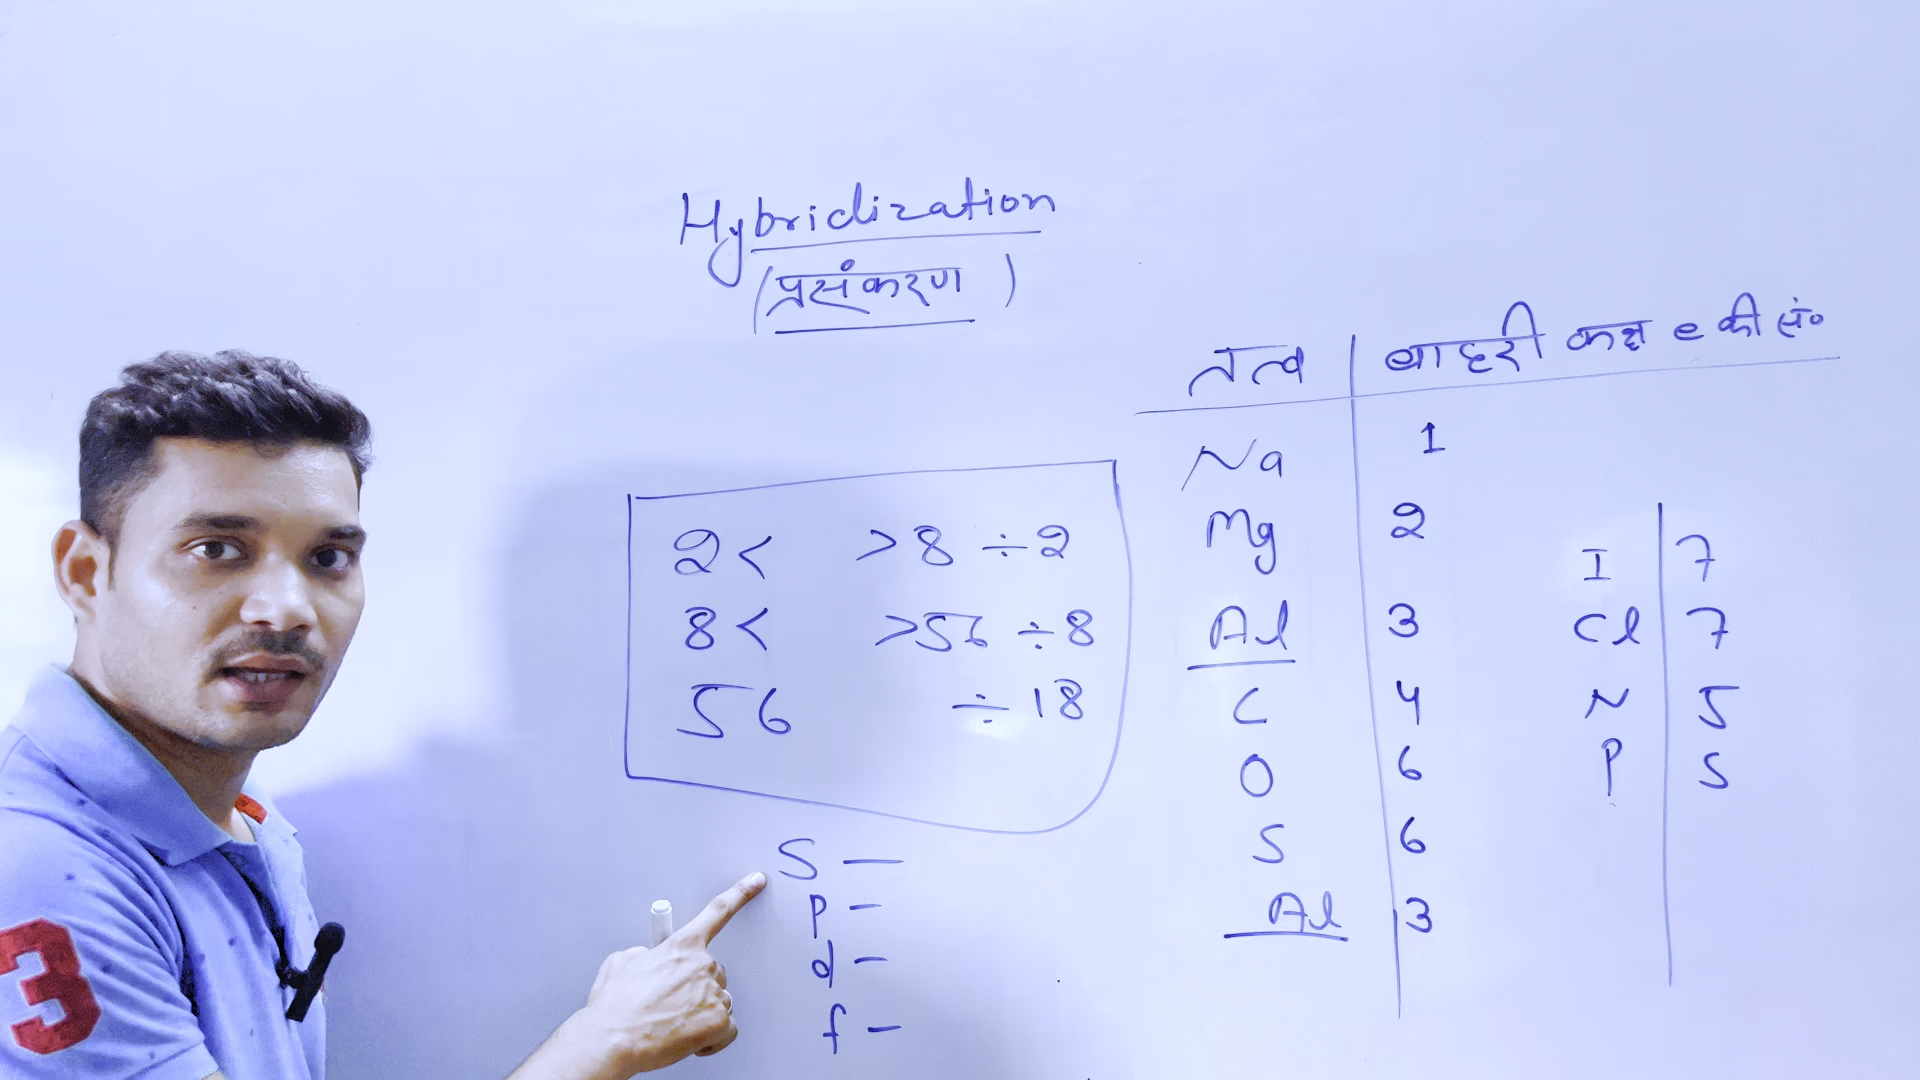 Hybridization
(प्रसंकरण)
2< >8 ÷2
8< >56 ÷8
56 ÷18
S —
p -
d -
f -
तत्व बाहरी कक्ष e की सं०
Na 1
Mg 2
Al 3
C 4
O 6
S 6
Al 3
I 7
Cl 7
N 5
P 5
3